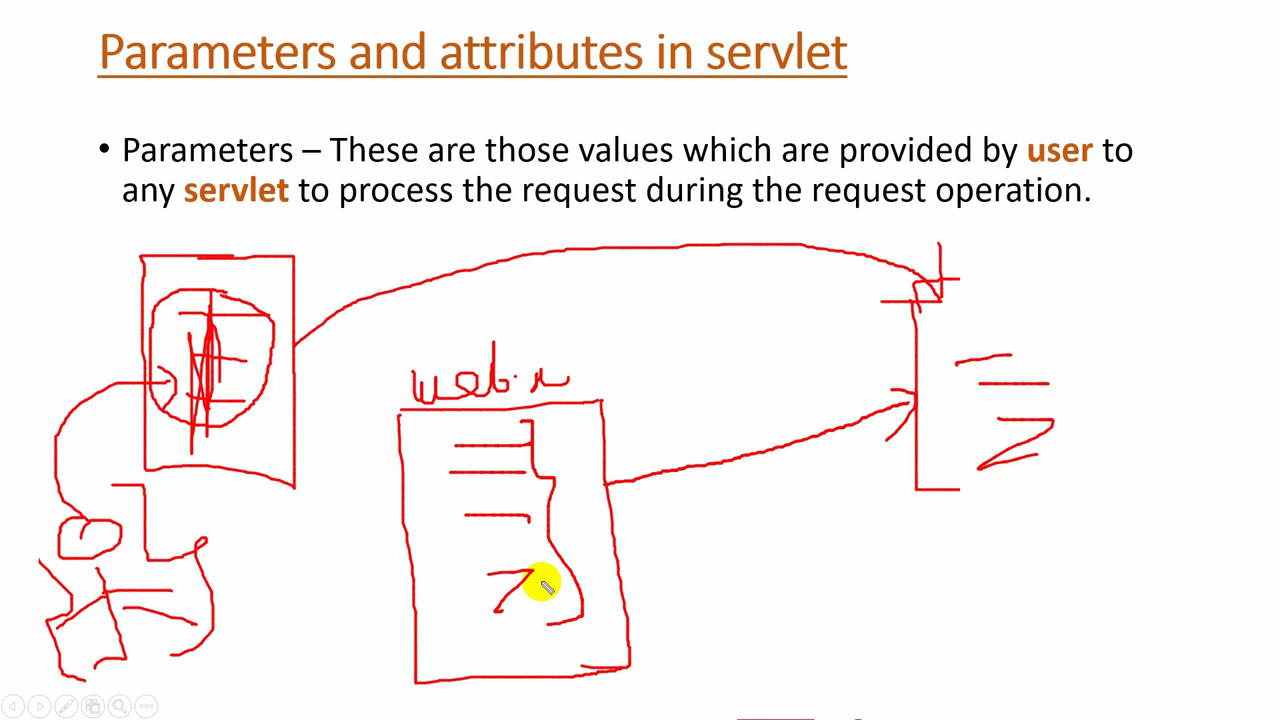 Parameters and attributes in servlet
• Parameters – These are those values which are provided by user to
any servlet to process the request during the request operation.